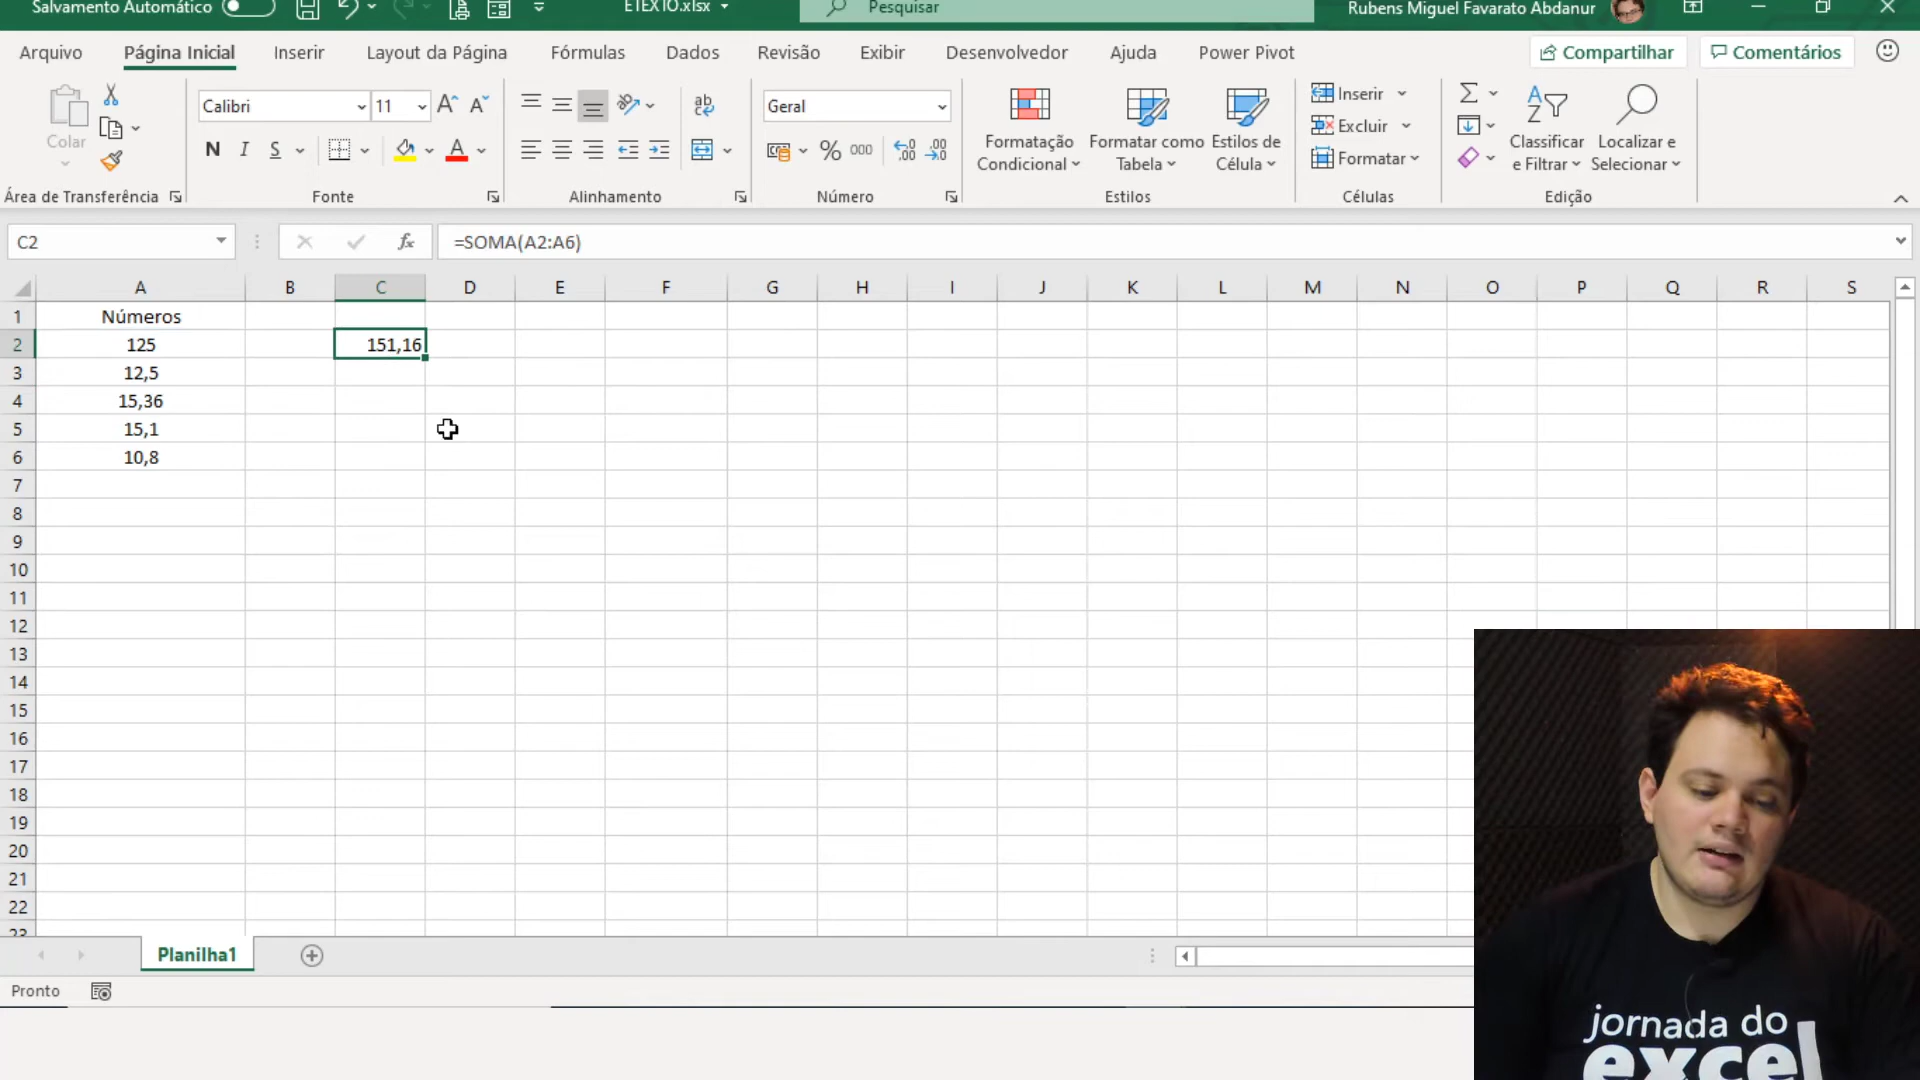 Salvamento Automático
ETEXTO.xlsx
Pesquisar
Rubens Miguel Favarato Abdanur
Arquivo
Página Inicial
Inserir
Layout da Página
Fórmulas
Dados
Revisão
Exibir
Desenvolvedor
Ajuda
Power Pivot
Compartilhar
Comentários
Colar
Área de Transferência
Calibri
11
N I S
Fonte
ab
Alinhamento
Geral
% 000
Número
Formatação Condicional
Formatar como Tabela
Estilos de Célula
Estilos
Inserir
Excluir
Formatar
Células
Classificar e Filtrar
Localizar e Selecionar
Edição
C2
fx
=SOMA(A2:A6)
A B C D E F G H I J K L M N O P Q R S
1 Números
2 125 151,16
3 12,5
4 15,36
5 15,1
6 10,8
7
8
9
10
11
12
13
14
15
16
17
18
19
20
21
22
23
Planilha1
Pronto
jornada do
excel